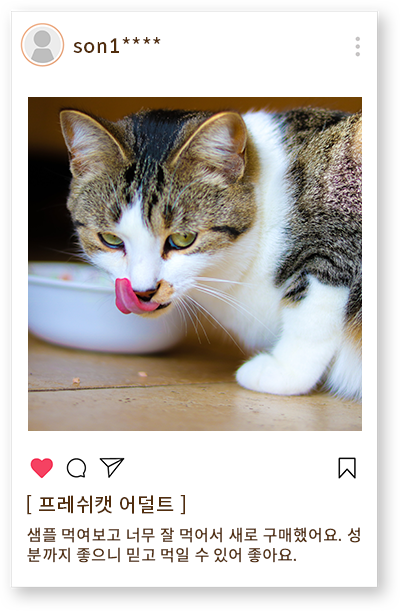 son1****
[ 프레쉬캣 어덜트 ]
샘플 먹여보고 너무 잘 먹어서 새로 구매했어요. 성
분까지 좋으니 믿고 먹일 수 있어 좋아요.